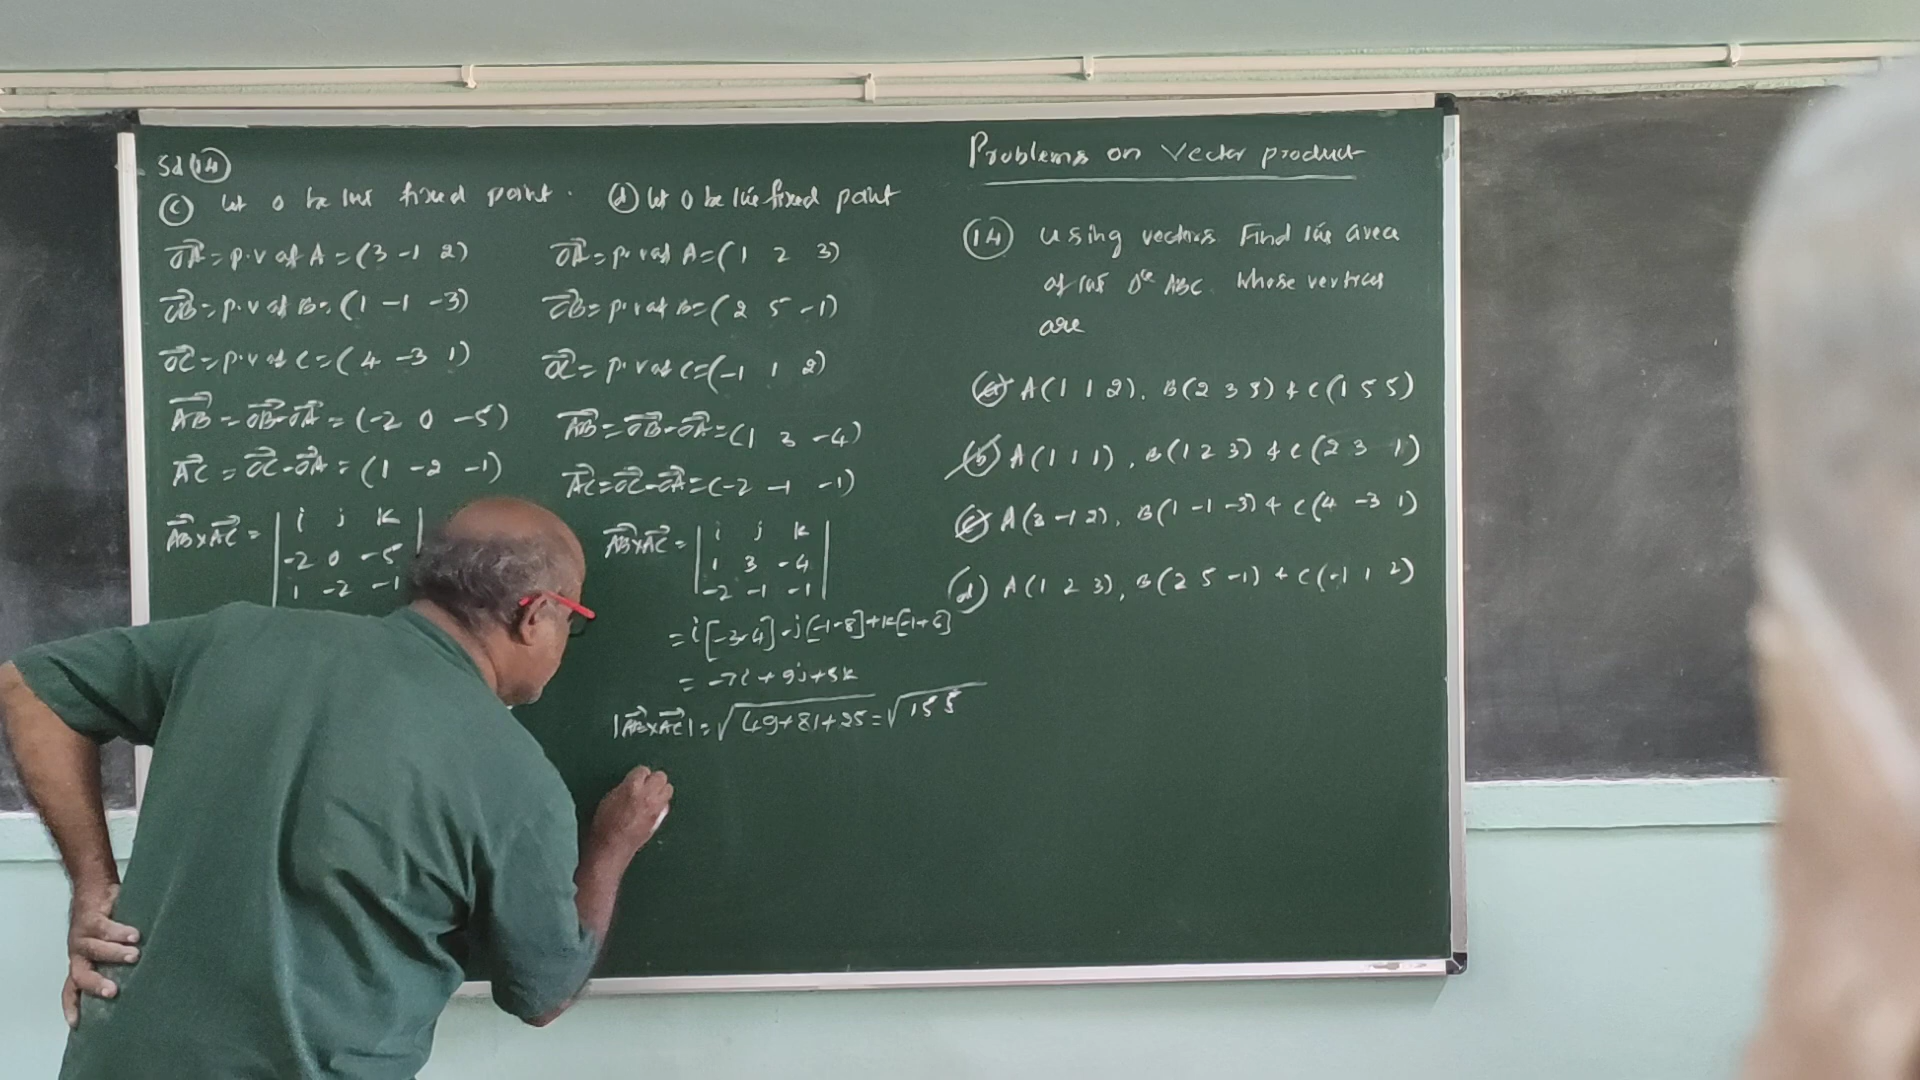 Sol (14)
(c) Let O be the fixed point.
OA = p.v of A = (3 -1 2)
OB = p.v of B = (1 -1 -3)
OC = p.v of C = (4 -3 1)
AB = OB-OA = (-2 0 -5)
AC = OC-OA = (1 -2 -1)
AB×AC = | i j k |
-2 0 -5
1 -2 -1
(d) Let O be the fixed point
OA = p.v of A = (1 2 3)
OB = p.v of B = (2 5 -1)
OC = p.v of C = (-1 1 2)
AB = OB-OA = (1 3 -4)
AC = OC-OA = (-2 -1 -1)
AB×AC = | i j k |
| 1 3 -4 |
| -2 -1 -1 |
= i[-3-4] -j[-1-8]+k[-1+6]
= -7i + 9j + 5k
|AB×AC| = √49+81+25 = √155
Problems on Vector product
(14) Using vectors Find the area
of the Δle ABC whose vertices
are
(a) A(1 1 2), B(2 3 3) & C(1 5 5)
(b) A(1 1 1), B(1 2 3) & C(2 3 1)
(c) A(3 -1 2), B(1 -1 -3) & C(4 -3 1)
(d) A(1 2 3), B(2 5 -1) & C(-1 1 2)